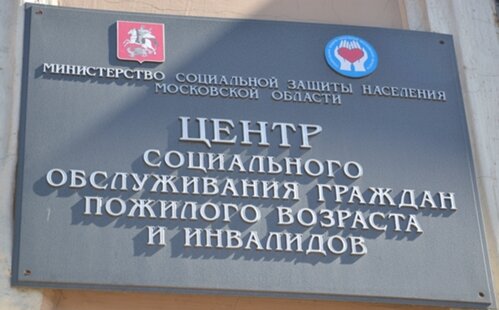 МИНИСТЕРСТВО СОЦИАЛЬНОЙ ЗАЩИТЫ НАСЕЛЕНИЯ
МОСКОВСКОЙ ОБЛАСТИ
ЦЕНТР
СОЦИАЛЬНОГО
ОБСЛУЖИВАНИЯ ГРАЖДАН
ПОЖИЛОГО ВОЗРАСТА
И ИНВАЛИДОВ